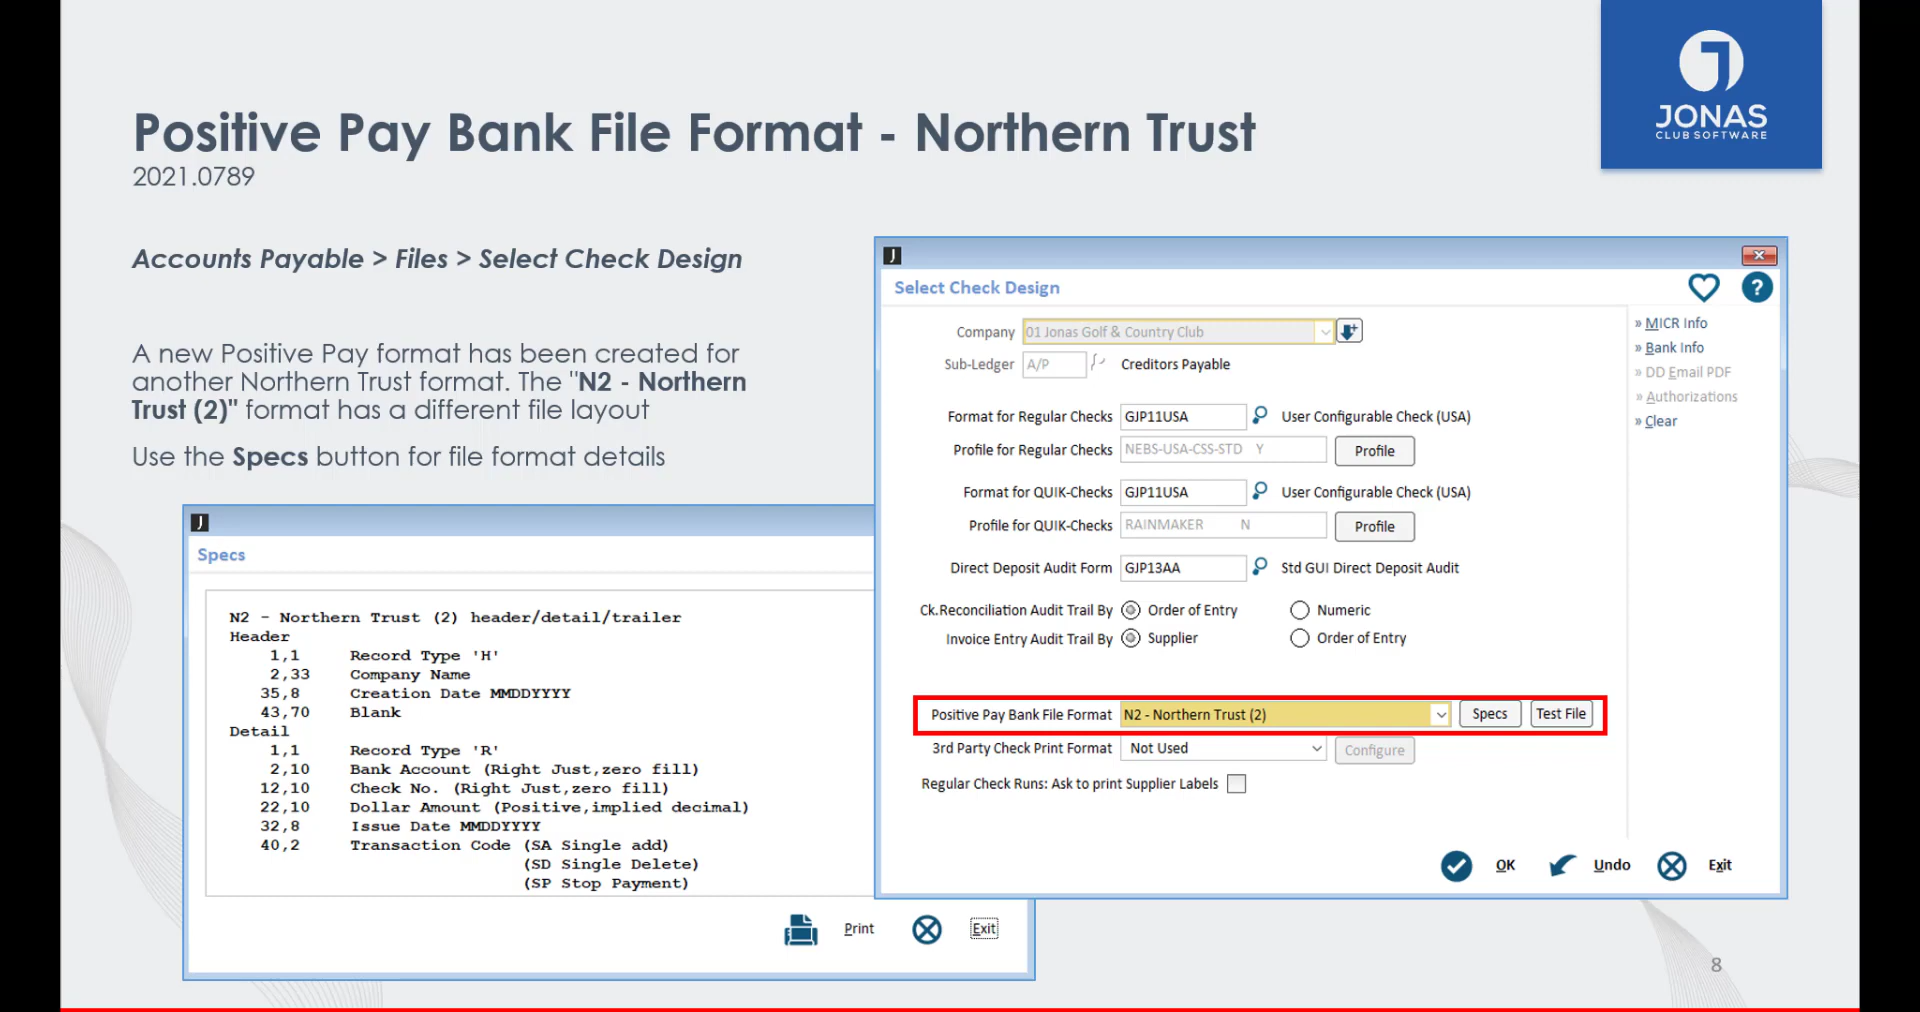 JONAS
CLUB SOFTWARE
Positive Pay Bank File Format - Northern Trust
2021.0789
Accounts Payable > Files > Select Check Design
A new Positive Pay format has been created for
another Northern Trust format. The "N2 - Northern
Trust (2)" format has a different file layout
Use the Specs button for file format details
Specs
N2 - Northern Trust (2) header/detail/trailer
Header
1,1 Record Type 'H'
2,33 Company Name
35,8 Creation Date MMDDYYYY
43,70 Blank
Detail
1,1 Record Type 'R'
2,10 Bank Account (Right Just,zero fill)
12,10 Check No. (Right Just,zero fill)
22,10 Dollar Amount (Positive,implied decimal)
32,8 Issue Date MMDDYYYY
40,2 Transaction Code (SA Single add)
(SD Single Delete)
(SP Stop Payment)
Print Exit
Select Check Design
Company 01 Jonas Golf & Country Club
Sub-Ledger A/P Creditors Payable
Format for Regular Checks GJP11USA User Configurable Check (USA)
Profile for Regular Checks NEBS-USA-CSS-STD Y Profile
Format for QUIK-Checks GJP11USA User Configurable Check (USA)
Profile for QUIK-Checks RAINMAKER N Profile
Direct Deposit Audit Form GJP13AA Std GUI Direct Deposit Audit
Ck.Reconciliation Audit Trail By Order of Entry Numeric
Invoice Entry Audit Trail By Supplier Order of Entry
Positive Pay Bank File Format N2 - Northern Trust (2) Specs Test File
3rd Party Check Print Format Not Used Configure
Regular Check Runs: Ask to print Supplier Labels
» MICR Info
» Bank Info
» DD Email PDF
» Authorizations
» Clear
OK Undo Exit
8